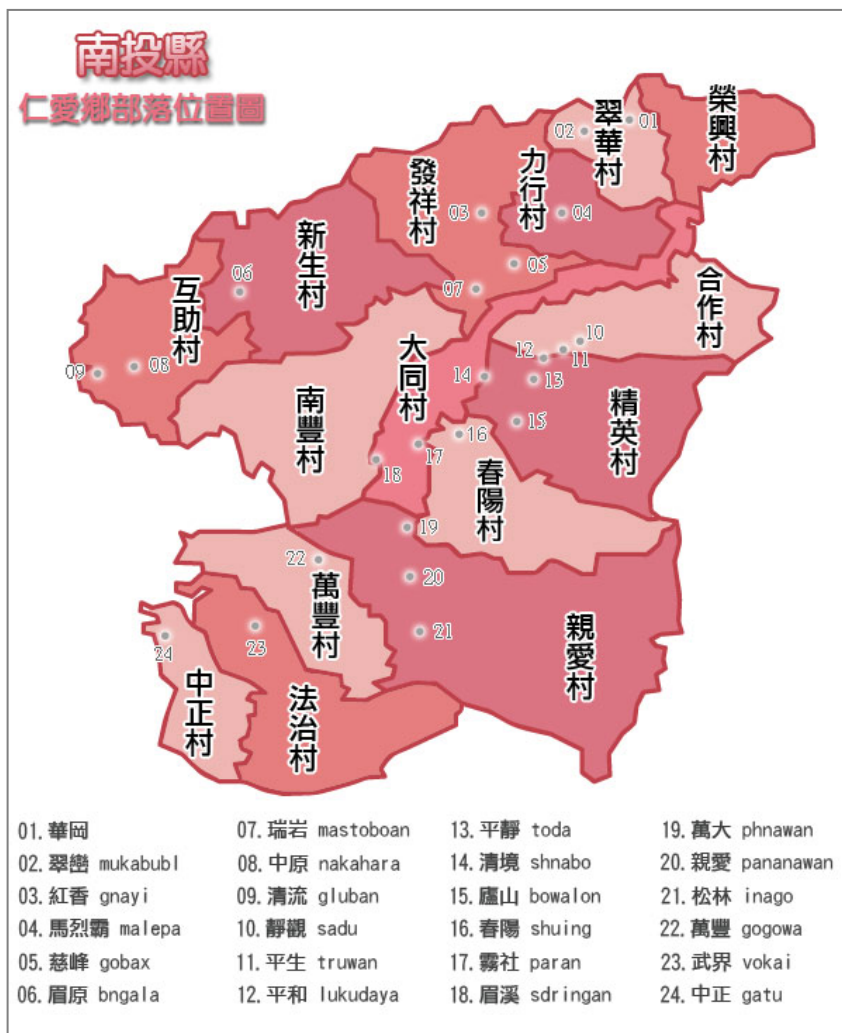 南投縣
仁愛鄉部落位置圖
榮興村
翠華村
01
02
力行村
發祥村
03
04
新生村
05
06
07
合作村
互助村
10
11
12
大同村
08
09
14
13
精英村
南豐村
15
16
17
18
春陽村
19
22
20
萬豐村
親愛村
21
23
24
中正村
法治村
01. 華岡
02. 翠巒 mukabubl
03. 紅香 gnayi
04. 馬烈霸 malepa
05. 慈峰 gobax
06. 眉原 bngala
07. 瑞岩 mastoboan
08. 中原 nakahara
09. 清流 gluban
10. 靜觀 sadu
11. 平生 truwan
12. 平和 lukudaya
13. 平靜 toda
14. 清境 shnabo
15. 廬山 bowalon
16. 春陽 shuing
17. 霧社 paran
18. 眉溪 sdringan
19. 萬大 phnawan
20. 親愛 pananawan
21. 松林 inago
22. 萬豐 gogowa
23. 武界 vokai
24. 中正 gatu